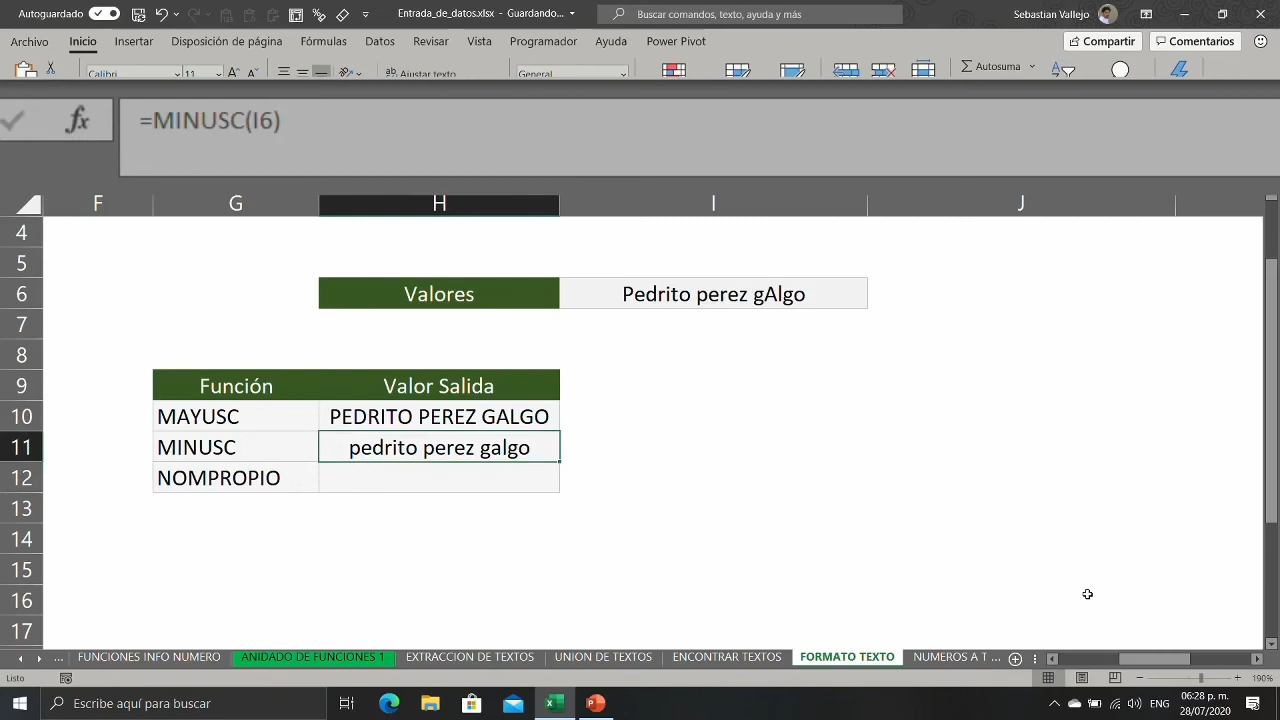 Autoguardado
Entrada_de_datos.xlsx - Guardando...
Buscar comandos, texto, ayuda y más
Sebastian Vallejo
Archivo Inicio Insertar Disposición de página Fórmulas Datos Revisar Vista Programador Ayuda Power Pivot
Compartir Comentarios
Calibri 11 Ajustar texto General Autosuma
fx =MINUSC(I6)
F G H I J
4
5
6 Valores Pedrito perez gAlgo
7
8
9 Función Valor Salida
10 MAYUSC PEDRITO PEREZ GALGO
11 MINUSC pedrito perez galgo
12 NOMPROPIO
13
14
15
16
17
... FUNCIONES INFO NUMERO ANIDADO DE FUNCIONES 1 EXTRACCION DE TEXTOS UNION DE TEXTOS ENCONTRAR TEXTOS FORMATO TEXTO NUMEROS A T ...
Listo 190%
Escribe aquí para buscar
ENG
06:28 p. m.
28/07/2020